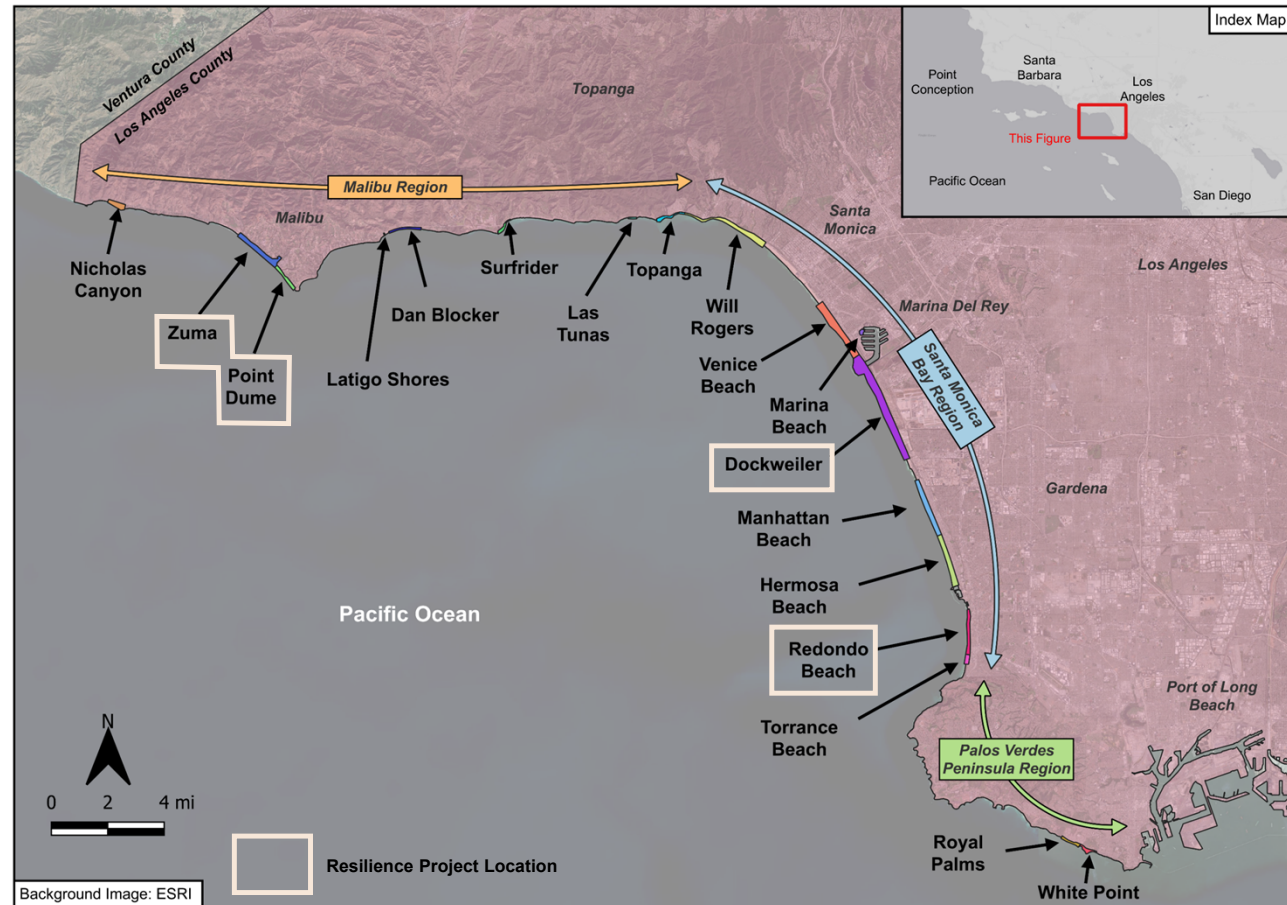 Index Map
Point
Conception
Santa
Barbara
Los
Angeles
This Figure
Pacific Ocean
San Diego
Ventura County
Los Angeles County
Topanga
Malibu Region
Malibu
Santa
Monica
Los Angeles
Marina Del Rey
Santa Monica
Bay Region
Gardena
Port of Long
Beach
Palos Verdes
Peninsula Region
Nicholas
Canyon
Zuma
Point
Dume
Latigo Shores
Dan Blocker
Surfrider
Las
Tunas
Topanga
Will
Rogers
Venice
Beach
Marina
Beach
Dockweiler
Manhattan
Beach
Hermosa
Beach
Redondo
Beach
Torrance
Beach
Royal
Palms
White Point
Pacific Ocean
N
0 2 4 mi
Resilience Project Location
Background Image: ESRI